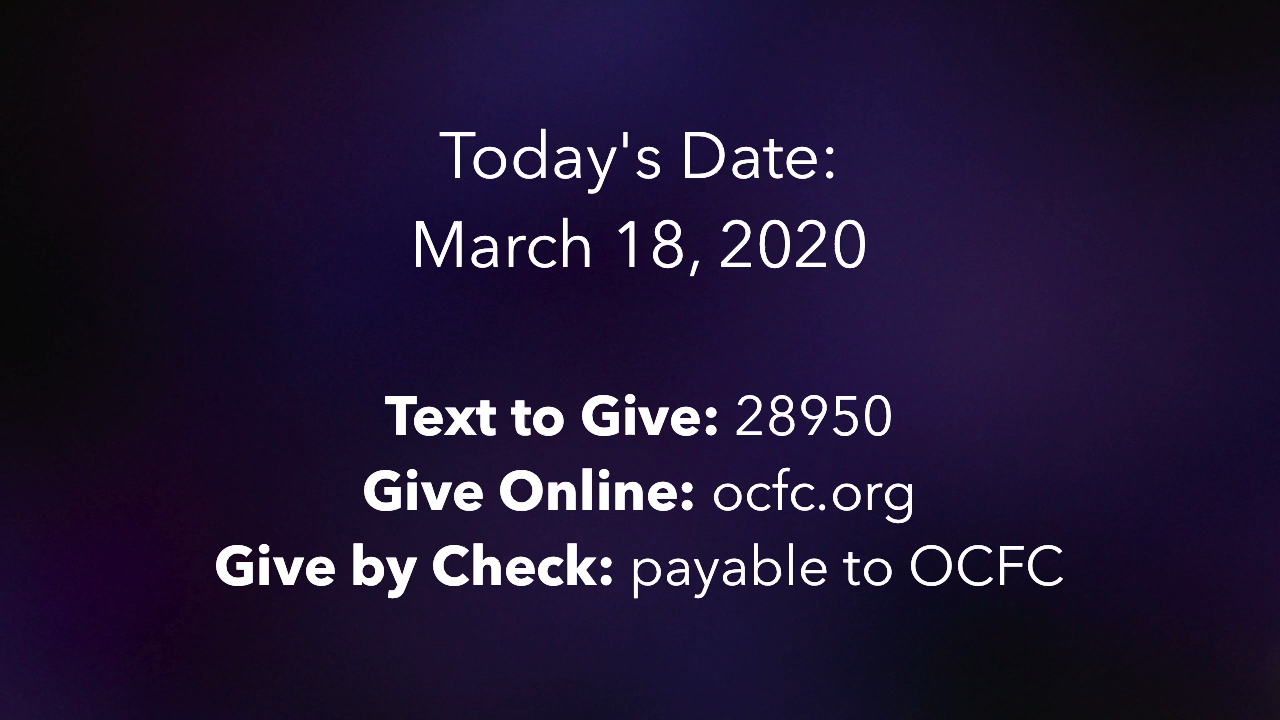 Today's Date:
March 18, 2020
Text to Give: 28950
Give Online: ocfc.org
Give by Check: payable to OCFC